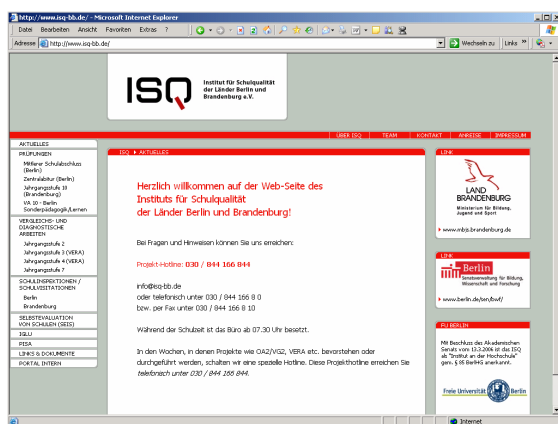 http://www.isq-bb.de/ - Microsoft Internet Explorer
Datei Bearbeiten Ansicht Favoriten Extras ?
Adresse http://www.isq-bb.de/ Wechseln zu Links »
ISQ
Institut für Schulqualität
der Länder Berlin und
Brandenburg e.V.
ÜBER ISQ TEAM KONTAKT ANREISE IMPRESSUM
AKTUELLES
PRÜFUNGEN
Mittlerer Schulabschluss
(Berlin)
Zentralabitur (Berlin)
Jahrgangsstufe 10
(Brandenburg)
VA 10 - Berlin
Sonderpädagogik/Lernen
VERGLEICHS- UND
DIAGNOSTISCHE
ARBEITEN
Jahrgangsstufe 2
Jahrgangsstufe 3 (VERA)
Jahrgangsstufe 4 (VERA)
Jahrgangsstufe 7
SCHULINSPEKTIONEN /
SCHULVISITATIONEN
Berlin
Brandenburg
SELBSTEVALUATION
VON SCHULEN (SEIS)
IGLU
PISA
LINKS & DOKUMENTE
PORTAL INTERN
ISQ AKTUELLES
Herzlich willkommen auf der Web-Seite des
Instituts für Schulqualität
der Länder Berlin und Brandenburg!
Bei Fragen und Hinweisen können Sie uns erreichen:
Projekt-Hotline: 030 / 844 166 844
info@isq-bb.de
oder telefonisch unter 030 / 844 166 8 0
bzw. per Fax unter 030 / 844 166 8 10
Während der Schulzeit ist das Büro ab 07.30 Uhr besetzt.
In den Wochen, in denen Projekte wie OA2/VG2, VERA etc. bevorstehen oder
durchgeführt werden, schalten wir eine spezielle Hotline. Diese Projekthotline erreichen Sie
telefonisch unter 030 / 844 166 844.
LINK
LAND
BRANDENBURG
Ministerium für Bildung,
Jugend und Sport
www.mbjs.brandenburg.de
LINK
Berlin
Senatsverwaltung für Bildung,
Wissenschaft und Forschung
www.berlin.de/sen/bwf/
FU BERLIN
Mit Beschluss des Akademischen
Senats vom 13.3.2006 ist das ISQ
als "Institut an der Hochschule"
gem. § 85 BerlHG anerkannt.
Freie Universität Berlin
Internet